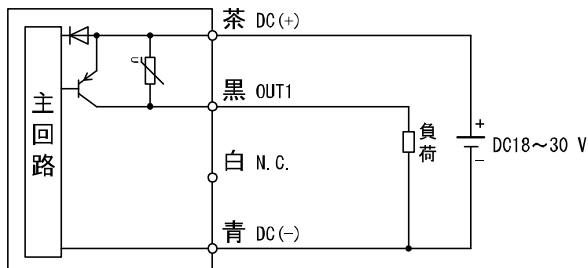 茶 DC(+)
主回路
黒 OUT1
白 N.C.
負荷
+
DC18～30 V
−
青 DC(−)